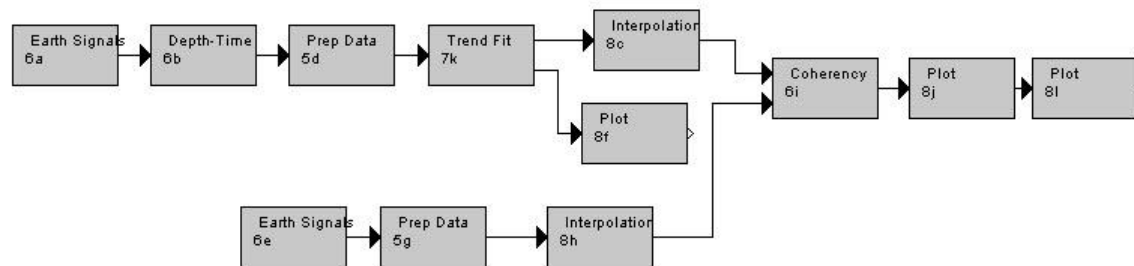 Earth Signals
6a
Depth-Time
6b
Prep Data
5d
Trend Fit
7k
Interpolation
8c
Plot
8f
Coherency
6i
Plot
8j
Plot
8l
Earth Signals
6e
Prep Data
5g
Interpolation
8h